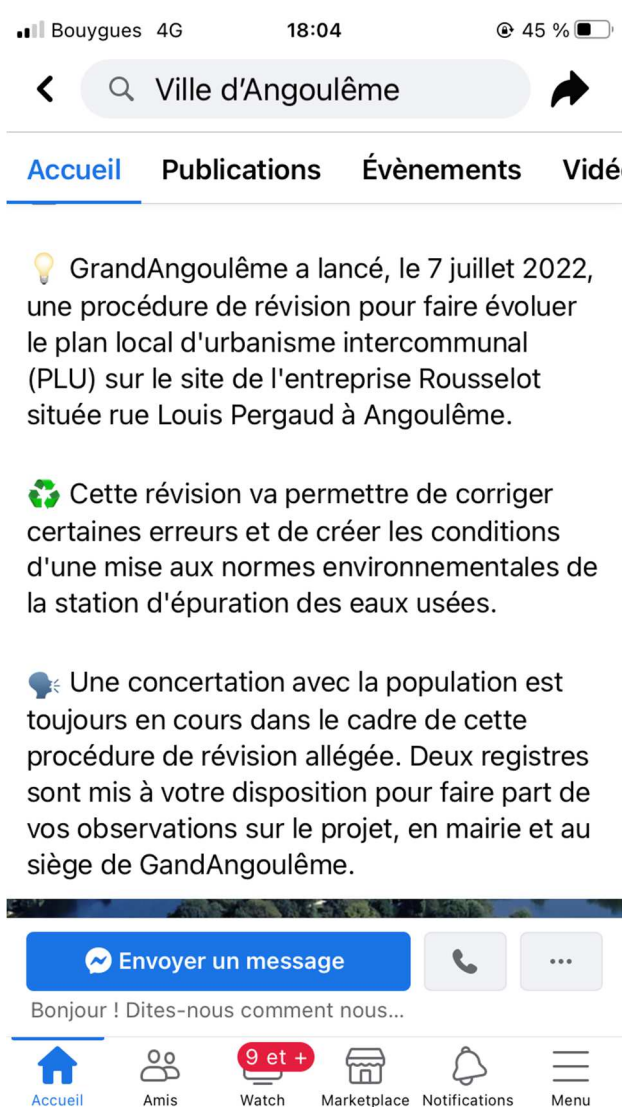 Bouygues 4G 18:04 45 %
Ville d'Angoulême
Accueil Publications Évènements Vidé
GrandAngoulême a lancé, le 7 juillet 2022,
une procédure de révision pour faire évoluer
le plan local d'urbanisme intercommunal
(PLU) sur le site de l'entreprise Rousselot
située rue Louis Pergaud à Angoulême.
Cette révision va permettre de corriger
certaines erreurs et de créer les conditions
d'une mise aux normes environnementales de
la station d'épuration des eaux usées.
Une concertation avec la population est
toujours en cours dans le cadre de cette
procédure de révision allégée. Deux registres
sont mis à votre disposition pour faire part de
vos observations sur le projet, en mairie et au
siège de GandAngoulême.
Envoyer un message
Bonjour ! Dites-nous comment nous...
9 et +
Accueil Amis Watch Marketplace Notifications Menu